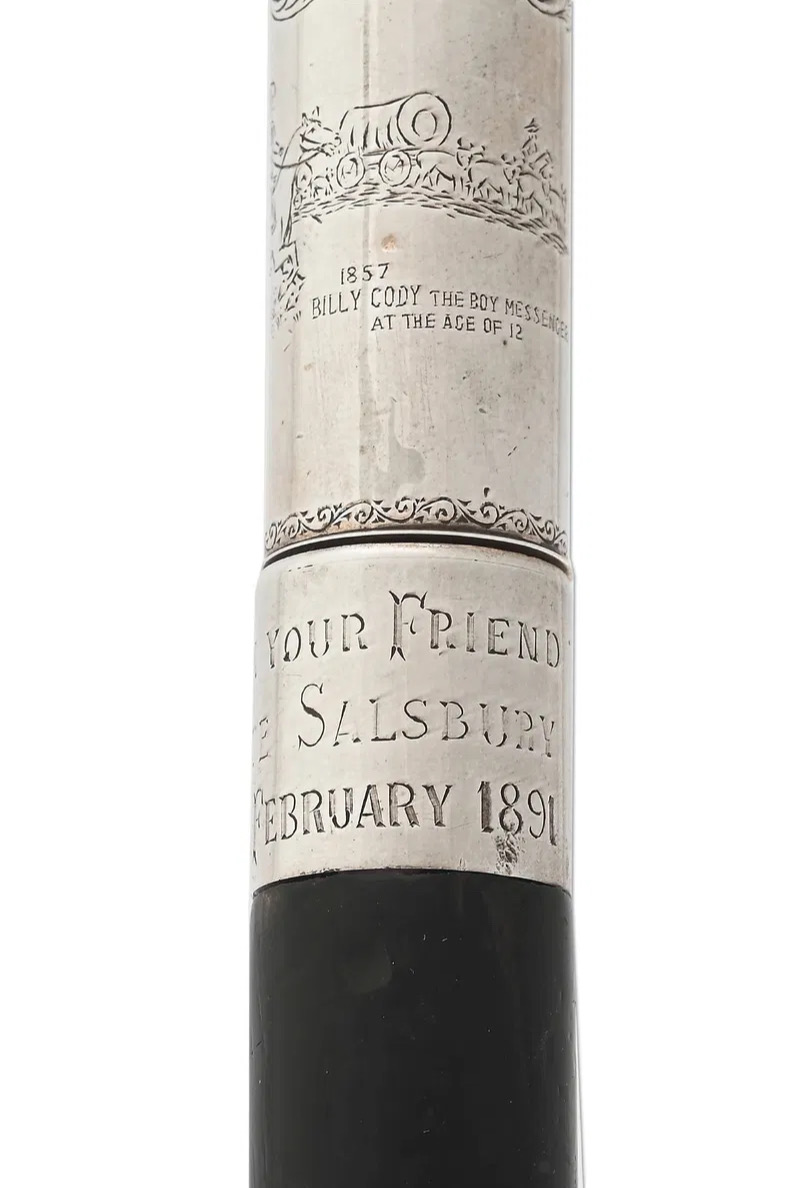 1857
BILLY CODY THE BOY MESSENGER
AT THE AGE OF 12
YOUR FRIEND
SALSBURY
FEBRUARY 1891